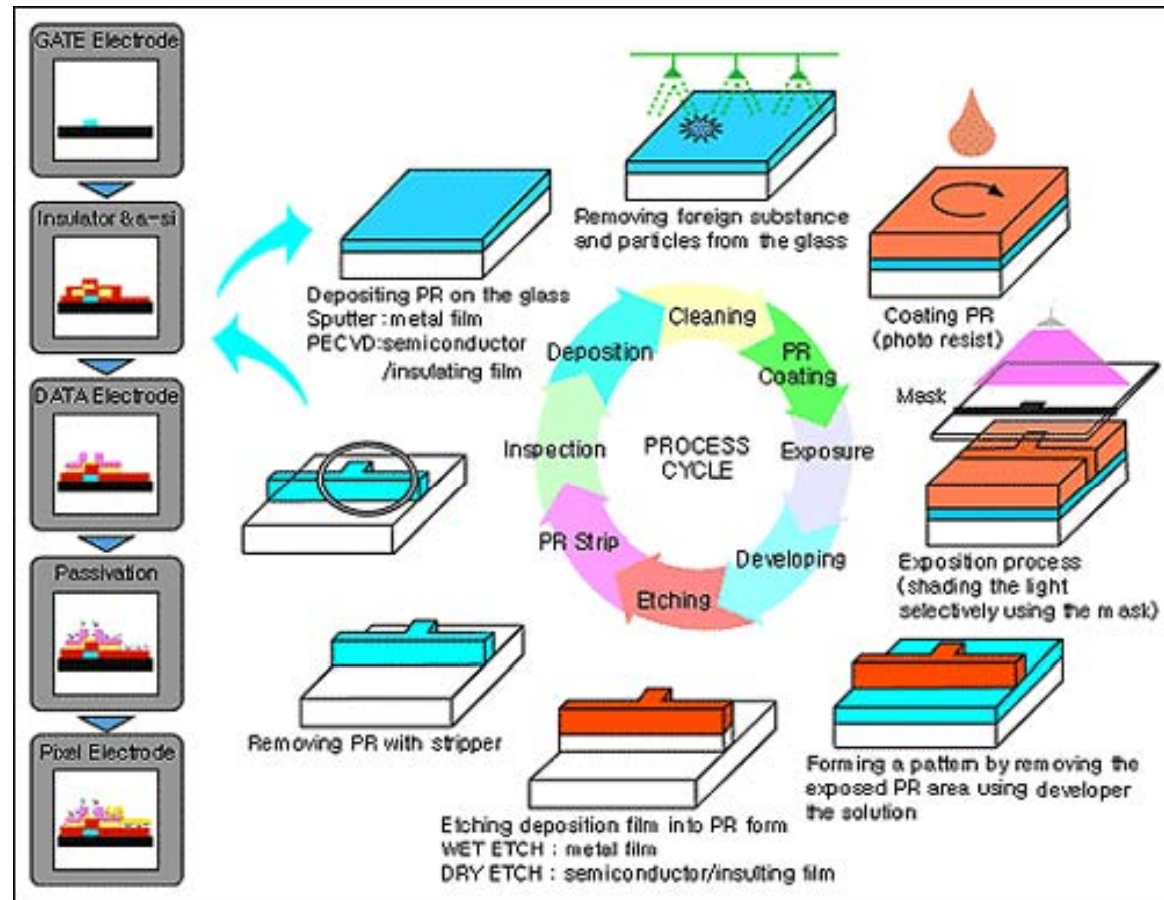 GATE Electrode
Insulator & a-si
DATA Electrode
Passivation
Pixel Electrode
Depositing PR on the glass
Sputter : metal film
PECVD: semiconductor
/insulating film
Removing foreign substance
and particles from the glass
Coating PR
(photo resist)
Mask
Exposition process
(shading the light
selectively using the mask)
Forming a pattern by removing the
exposed PR area using developer
the solution
Etching deposition film into PR form
WET ETCH : metal film
DRY ETCH : semiconductor/insulting film
Removing PR with stripper
PROCESS
CYCLE
Cleaning
PR
Coating
Exposure
Developing
Etching
PR Strip
Inspection
Deposition